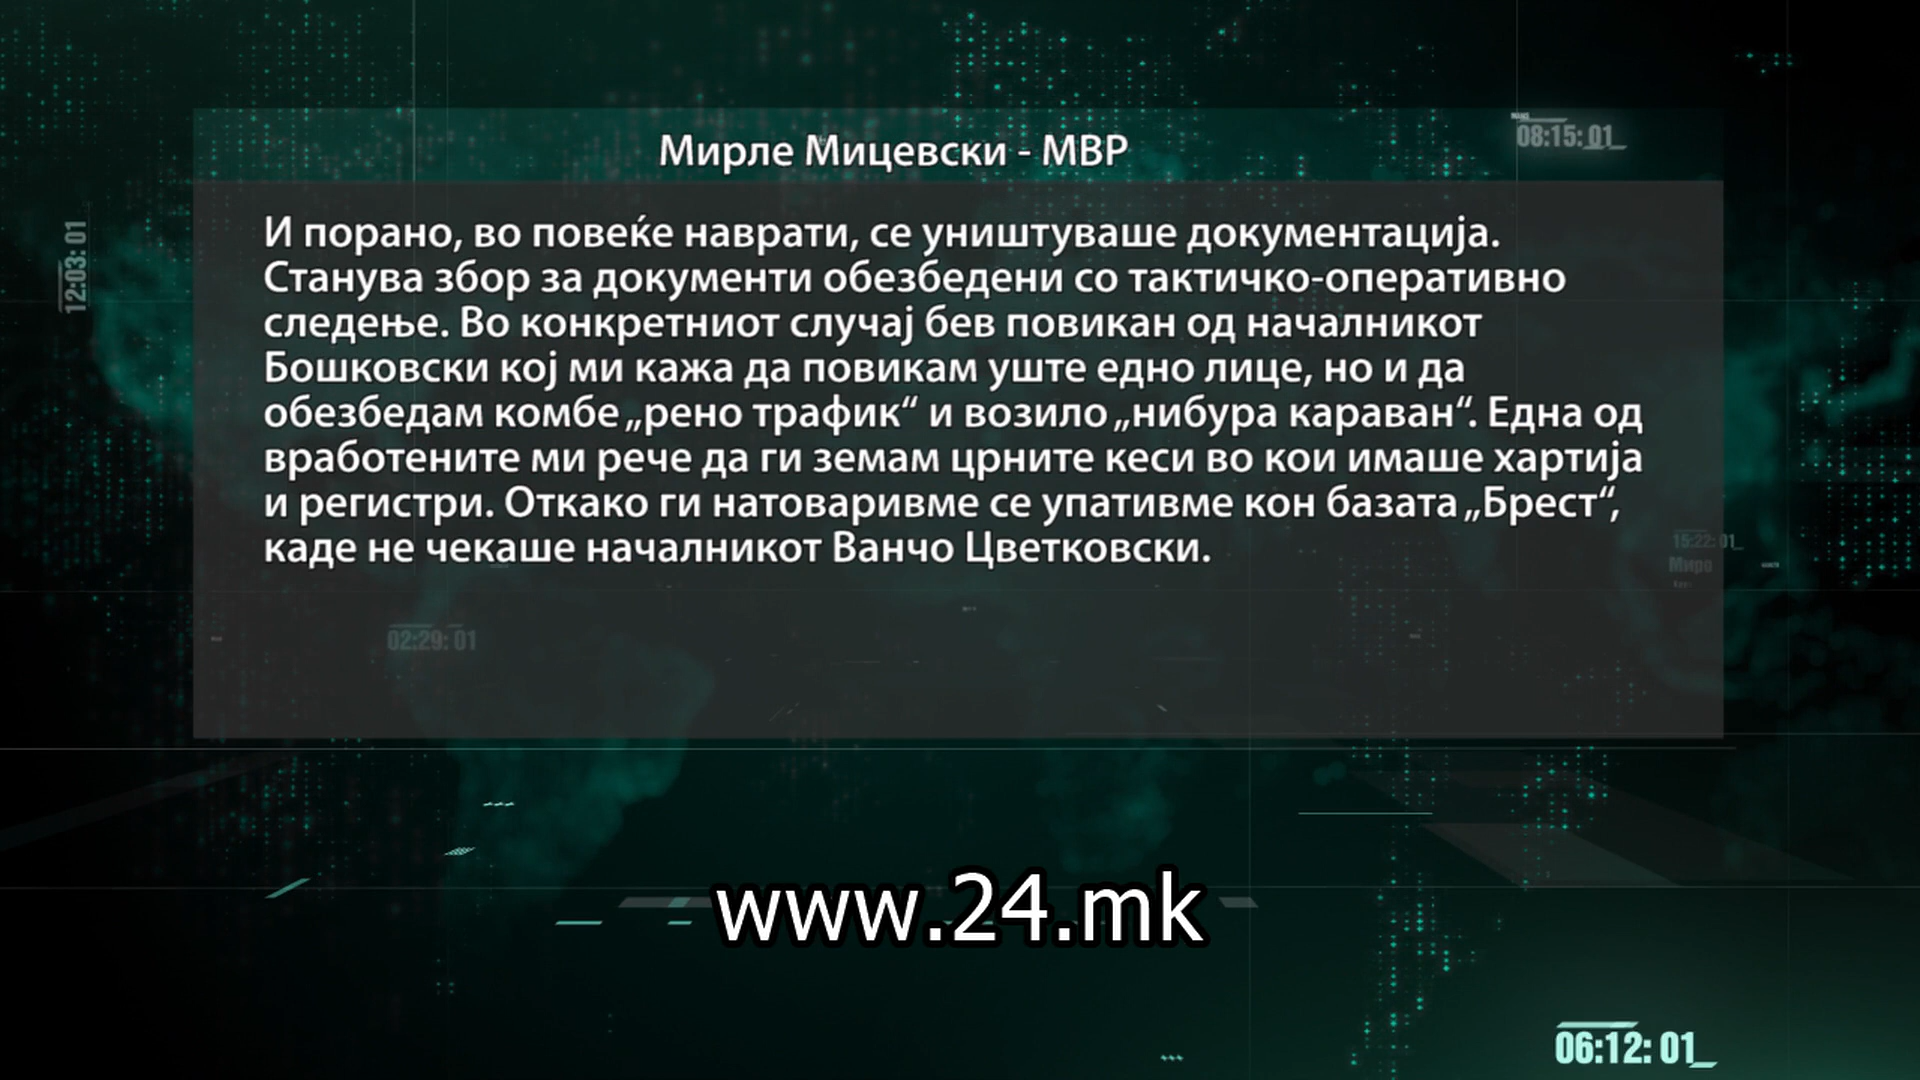 Мирле Мицевски - МВР
08:15:01_
12:03:01
И порано, во повеќе наврати, се уништуваше документација.
Станува збор за документи обезбедени со тактичко-оперативно
следење. Во конкретниот случај бев повикан од началникот
Бошковски кој ми кажа да повикам уште едно лице, но и да
обезбедам комбе „рено трафик“ и возило „нибура караван“. Една од
вработените ми рече да ги земам црните кеси во кои имаше хартија
и регистри. Откако ги натоваривме се упативме кон базата „Брест“,
каде не чекаше началникот Ванчо Цветковски.
15:22:01_
Миро
02:29:01
www.24.mk
06:12:01_